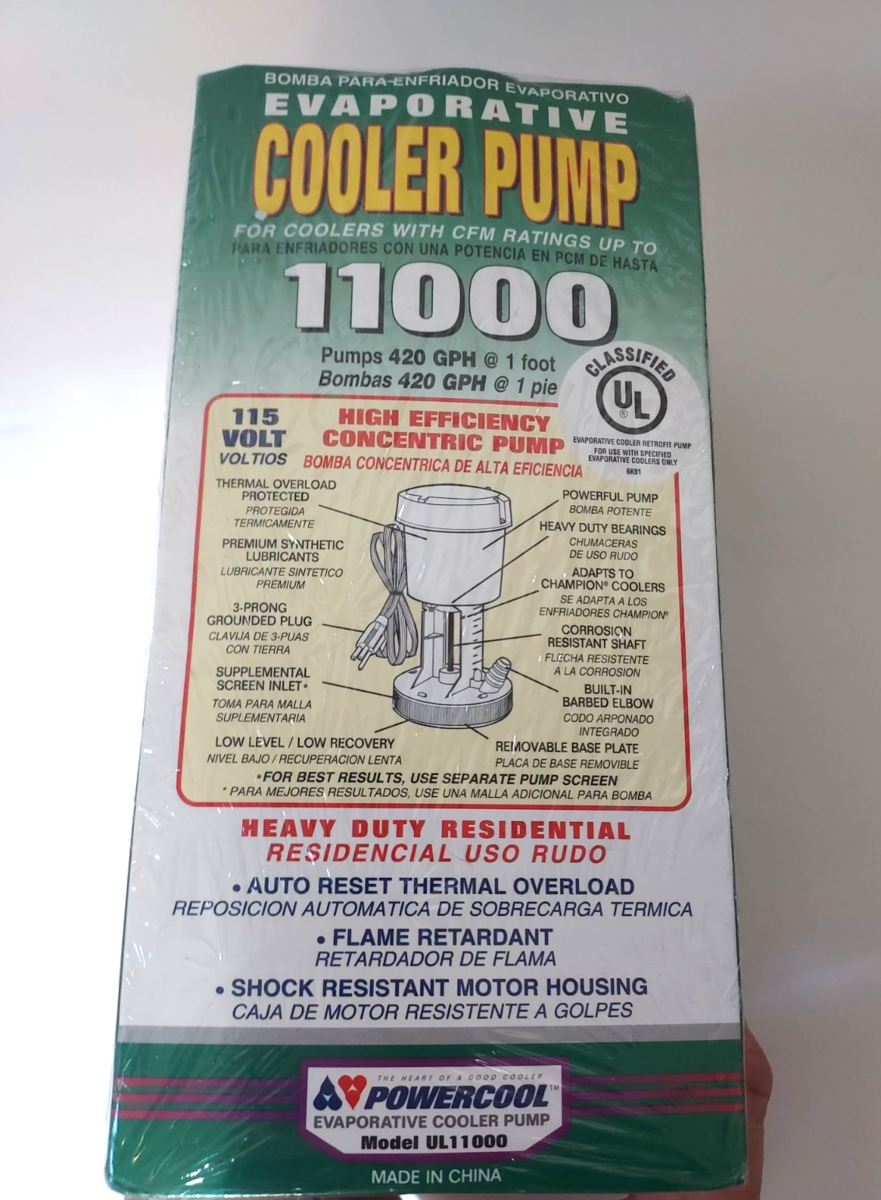 BOMBA PARA ENFRIADOR EVAPORATIVO
EVAPORATIVE
COOLER PUMP
FOR COOLERS WITH CFM RATINGS UP TO
PARA ENFRIADORES CON UNA POTENCIA EN PCM DE HASTA
11000
Pumps 420 GPH @ 1 foot
Bombas 420 GPH @ 1 pie
CLASSIFIED
UL
®
EVAPORATIVE COOLER RETROFIT PUMP
FOR USE WITH SPECIFIED
EVAPORATIVE COOLERS ONLY
6K91
115
VOLT
VOLTIOS
HIGH EFFICIENCY
CONCENTRIC PUMP
BOMBA CONCENTRICA DE ALTA EFICIENCIA
THERMAL OVERLOAD
PROTECTED
PROTEGIDA
TERMICAMENTE
PREMIUM SYNTHETIC
LUBRICANTS
LUBRICANTE SINTETICO
PREMIUM
3-PRONG
GROUNDED PLUG
CLAVIJA DE 3-PUAS
CON TIERRA
SUPPLEMENTAL
SCREEN INLET*
TOMA PARA MALLA
SUPLEMENTARIA
LOW LEVEL / LOW RECOVERY
NIVEL BAJO / RECUPERACION LENTA
POWERFUL PUMP
BOMBA POTENTE
HEAVY DUTY BEARINGS
CHUMACERAS
DE USO RUDO
ADAPTS TO
CHAMPION® COOLERS
SE ADAPTA A LOS
ENFRIADORES CHAMPION®
CORROSION
RESISTANT SHAFT
FLECHA RESISTENTE
A LA CORROSION
BUILT-IN
BARBED ELBOW
CODO ARPONADO
INTEGRADO
REMOVABLE BASE PLATE
PLACA DE BASE REMOVIBLE
*FOR BEST RESULTS, USE SEPARATE PUMP SCREEN
* PARA MEJORES RESULTADOS, USE UNA MALLA ADICIONAL PARA BOMBA
HEAVY DUTY RESIDENTIAL
RESIDENCIAL USO RUDO
• AUTO RESET THERMAL OVERLOAD
REPOSICION AUTOMATICA DE SOBRECARGA TERMICA
• FLAME RETARDANT
RETARDADOR DE FLAMA
• SHOCK RESISTANT MOTOR HOUSING
CAJA DE MOTOR RESISTENTE A GOLPES
THE HEART OF A GOOD COOLER
POWERCOOL™
EVAPORATIVE COOLER PUMP
Model UL11000
MADE IN CHINA